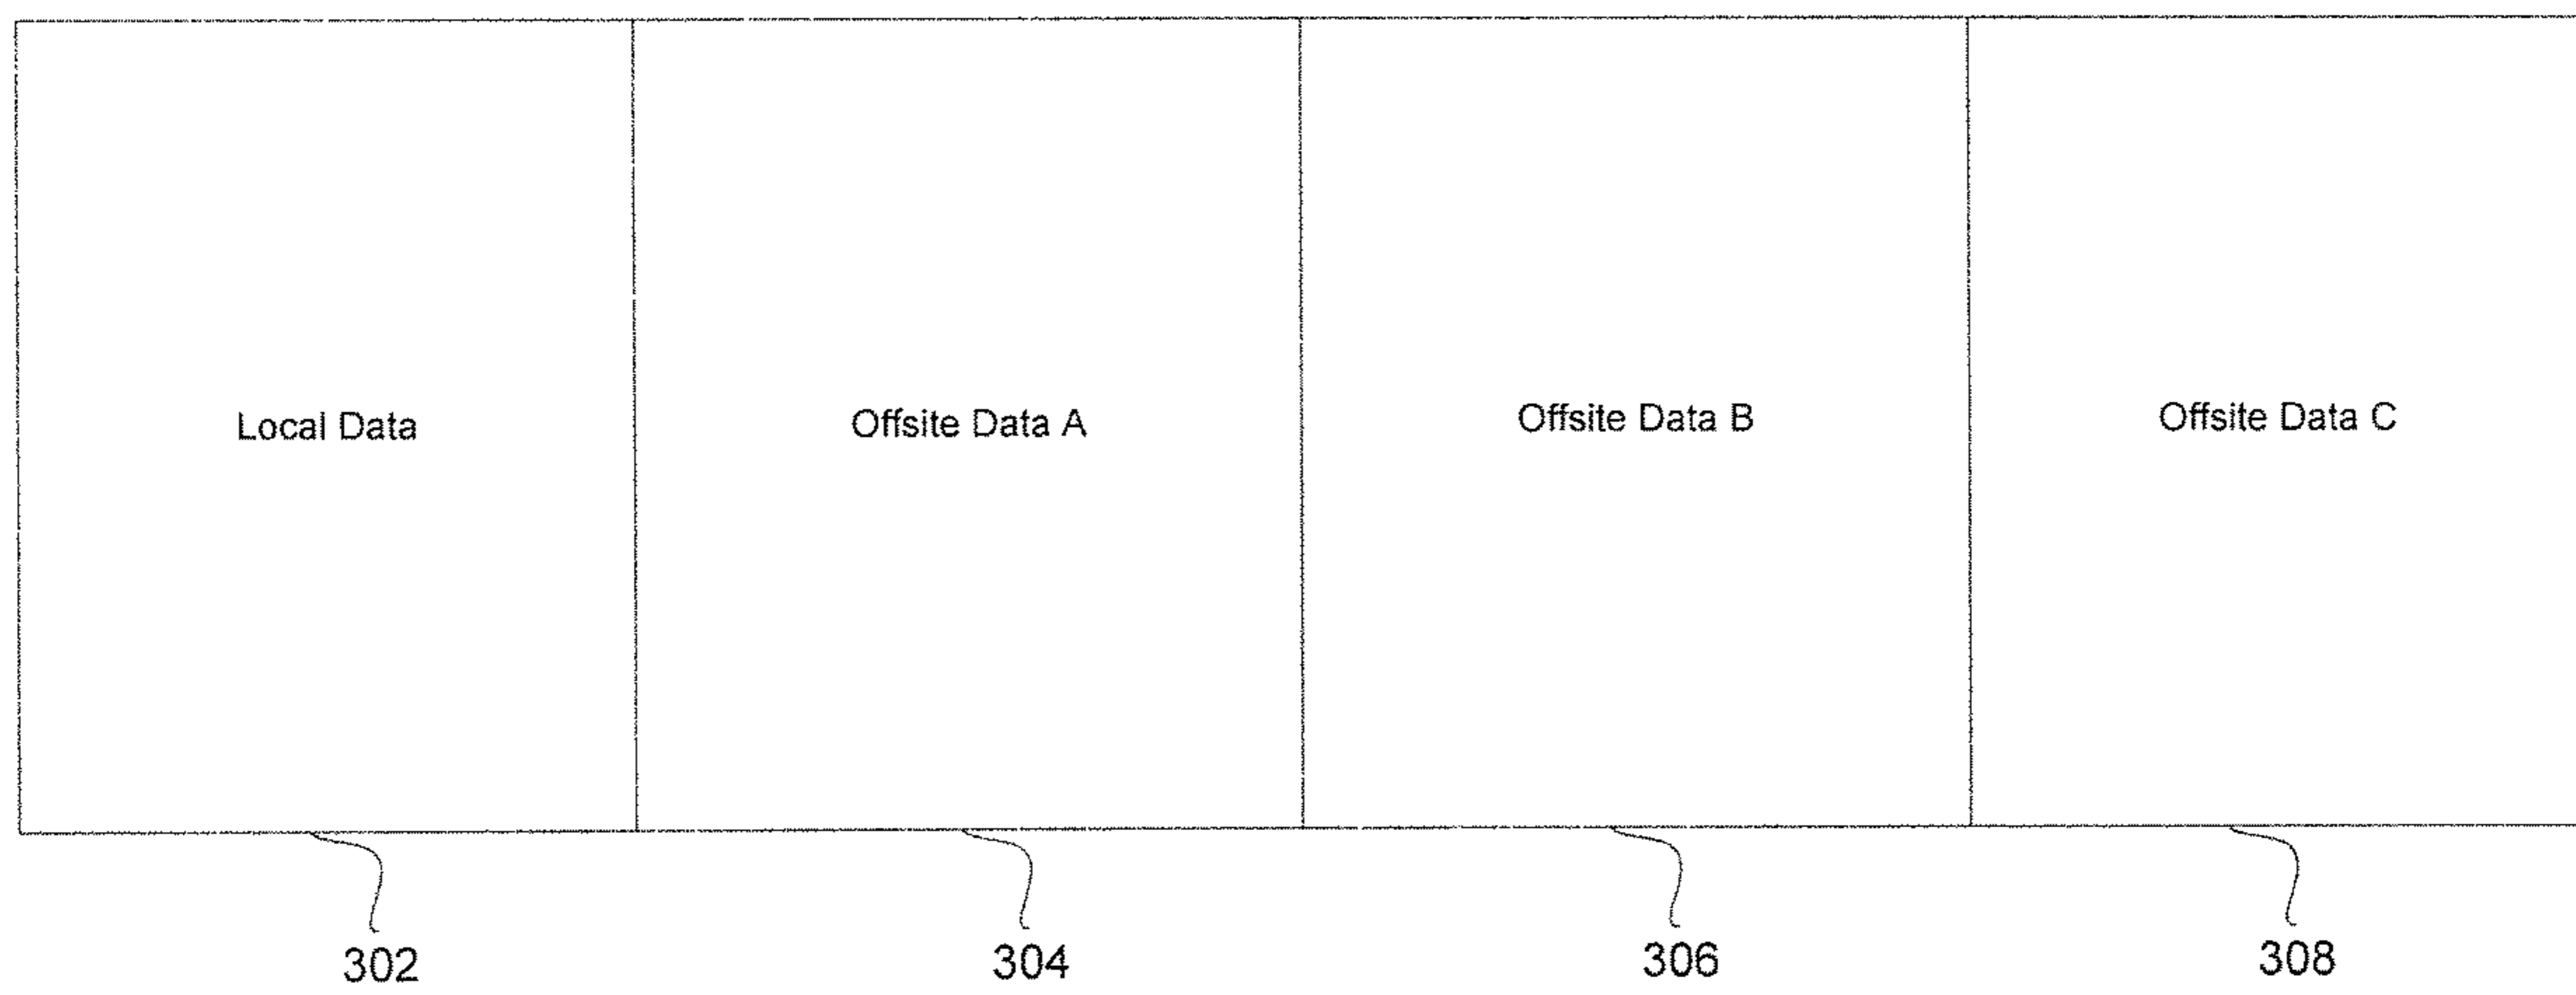 Local Data
Offsite Data A
Offsite Data B
Offsite Data C
302
304
306
308